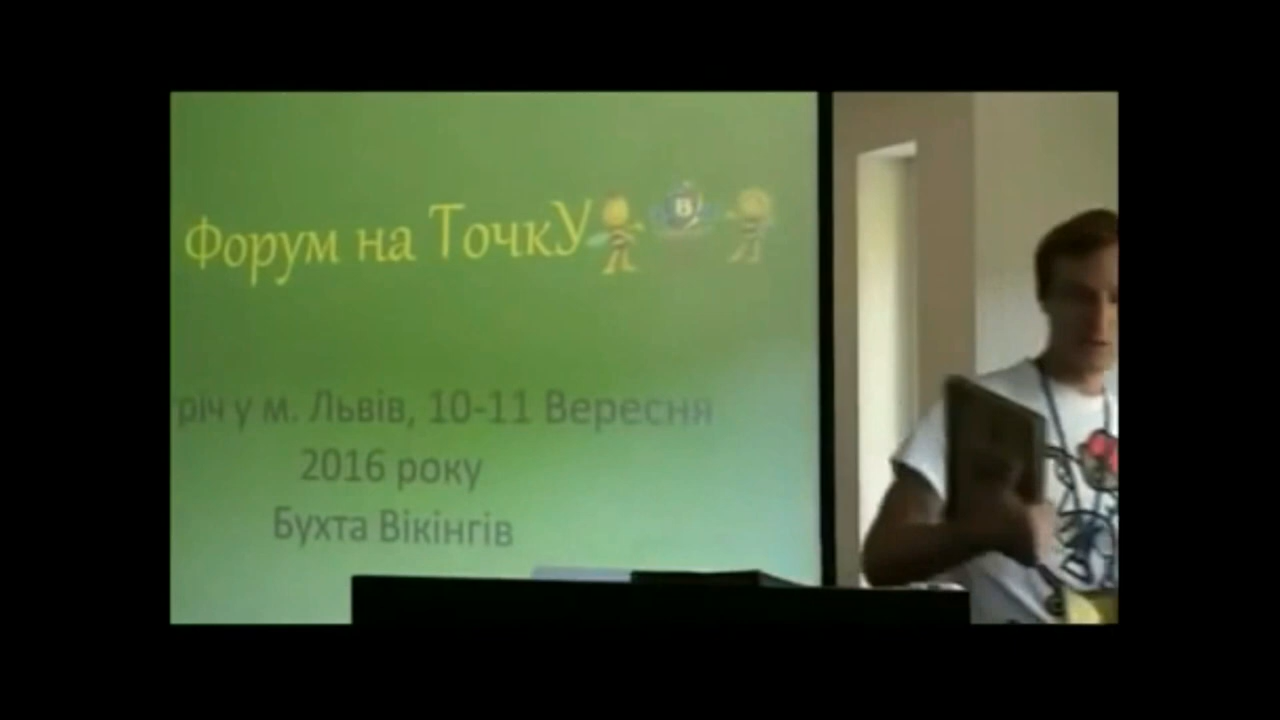 Форум на ТочкУ
В
річ у м. Львів, 10-11 Вересня
2016 року
Бухта Вікінгів